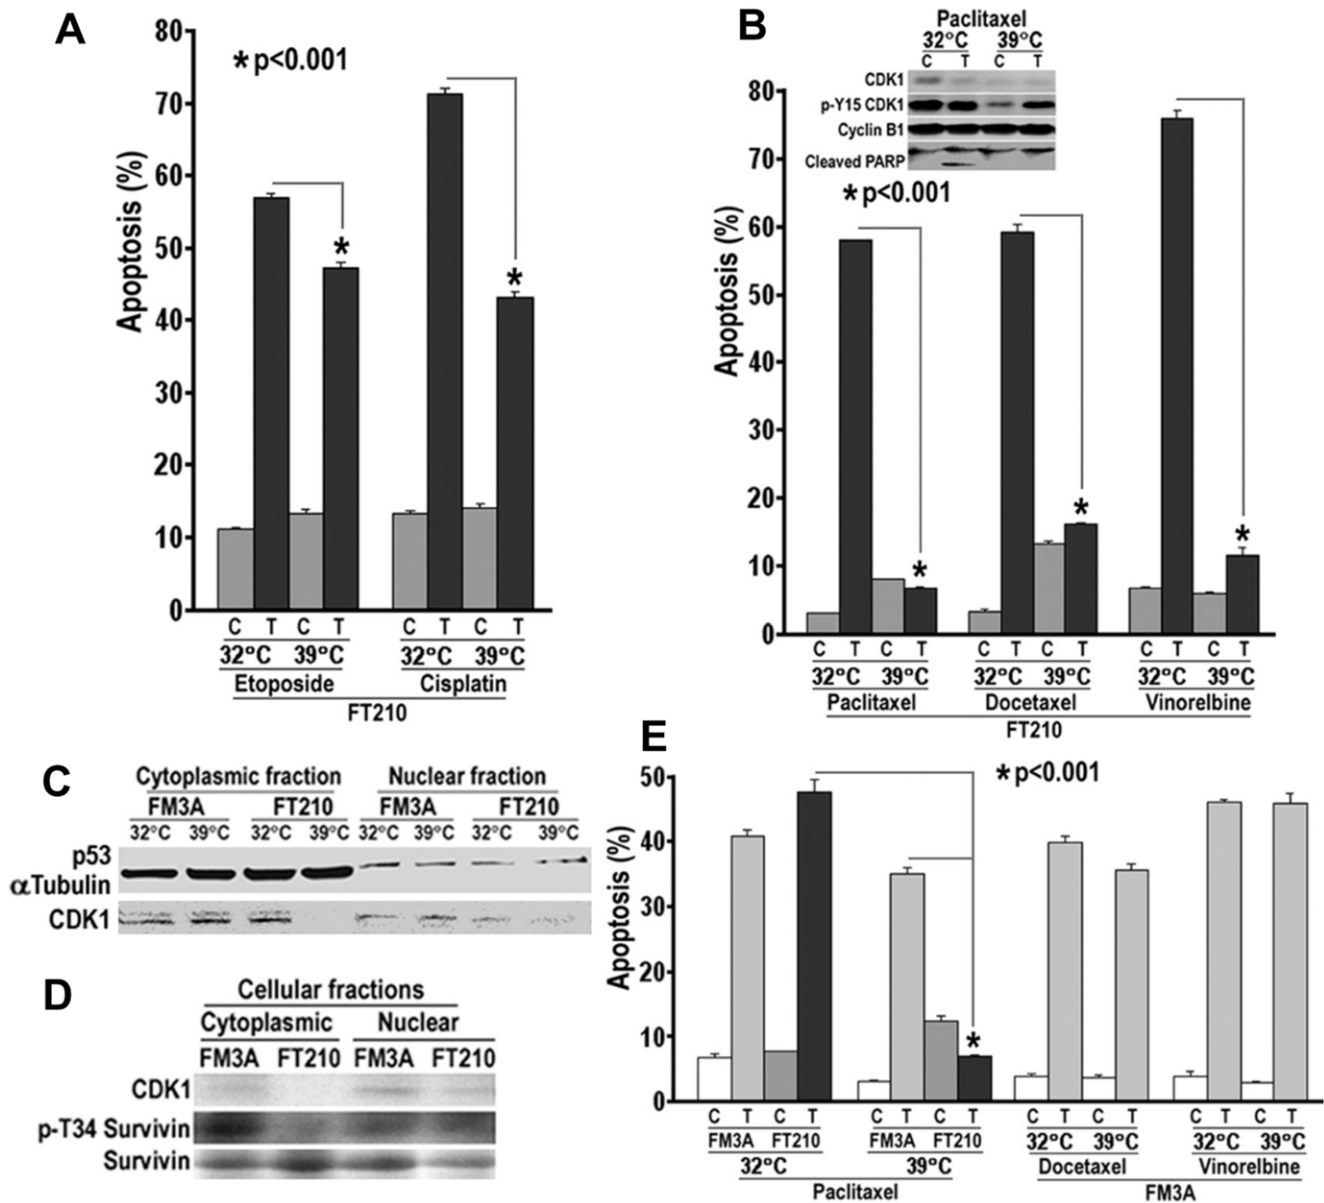 A
80
70
60
50
40
30
20
10
0
Apoptosis (%)
* p<0.001
*
*
C T C T C T C T
32°C 39°C 32°C 39°C
Etoposide Cisplatin
FT210
B
Paclitaxel
32°C 39°C
C T C T
CDK1
p-Y15 CDK1
Cyclin B1
Cleaved PARP
80
70
60
50
40
30
20
10
0
Apoptosis (%)
* p<0.001
*
*
*
C T C T C T C T C T C T
32°C 39°C 32°C 39°C 32°C 39°C
Paclitaxel Docetaxel Vinorelbine
FT210
C
Cytoplasmic fraction Nuclear fraction
FM3A FT210 FM3A FT210
32°C 39°C 32°C 39°C 32°C 39°C 32°C 39°C
p53
αTubulin
CDK1
D
Cellular fractions
Cytoplasmic Nuclear
FM3A FT210 FM3A FT210
CDK1
p-T34 Survivin
Survivin
E
50
40
30
20
10
0
Apoptosis (%)
* p<0.001
*
C T C T C T C T C T C T C T C T
FM3A FT210 FM3A FT210 32°C 39°C 32°C 39°C
32°C 39°C Docetaxel Vinorelbine
Paclitaxel FM3A